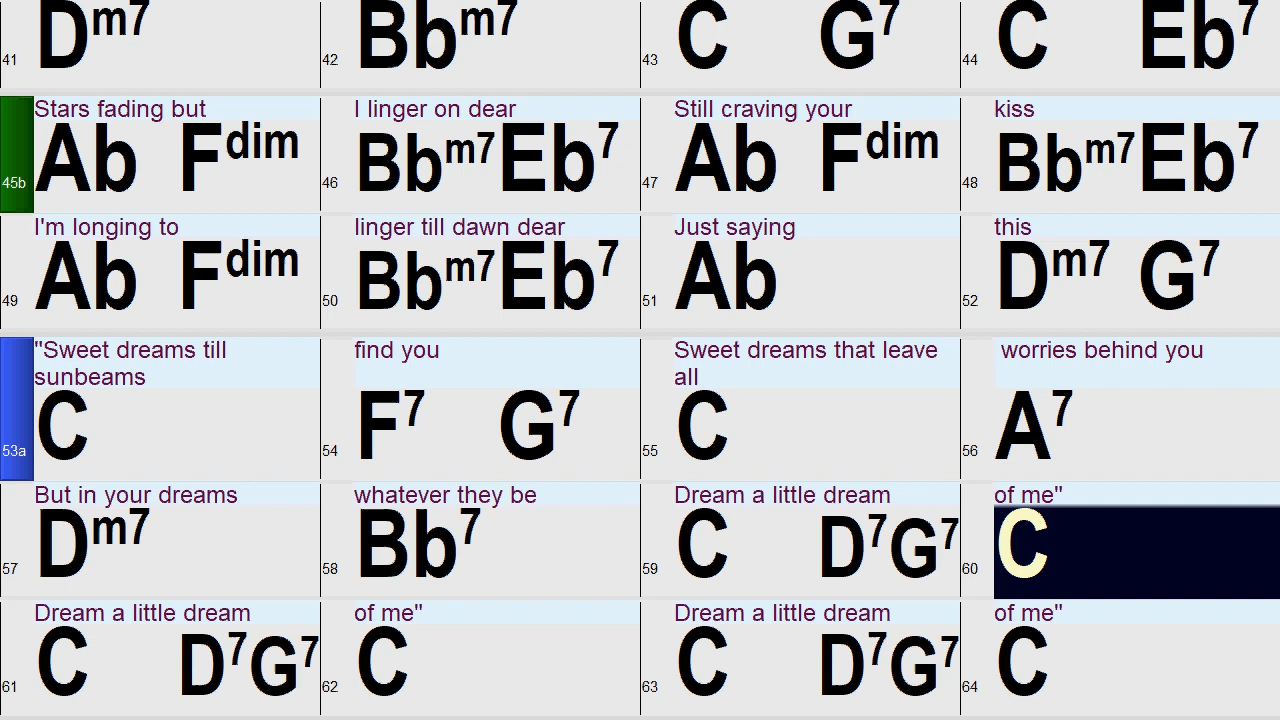 41 Dm7 42 Bbm7 43 C G7 44 C Eb7
Stars fading but I linger on dear Still craving your kiss
45b Ab Fdim 46 Bbm7 Eb7 47 Ab Fdim 48 Bbm7 Eb7
I'm longing to linger till dawn dear Just saying this
49 Ab Fdim 50 Bbm7 Eb7 51 Ab 52 Dm7 G7
"Sweet dreams till find you Sweet dreams that leave worries behind you
sunbeams all
53a C 54 F7 G7 55 C 56 A7
But in your dreams whatever they be Dream a little dream of me"
57 Dm7 58 Bb7 59 C D7 G7 60 C
Dream a little dream of me" Dream a little dream of me"
61 C D7 G7 62 C 63 C D7 G7 64 C